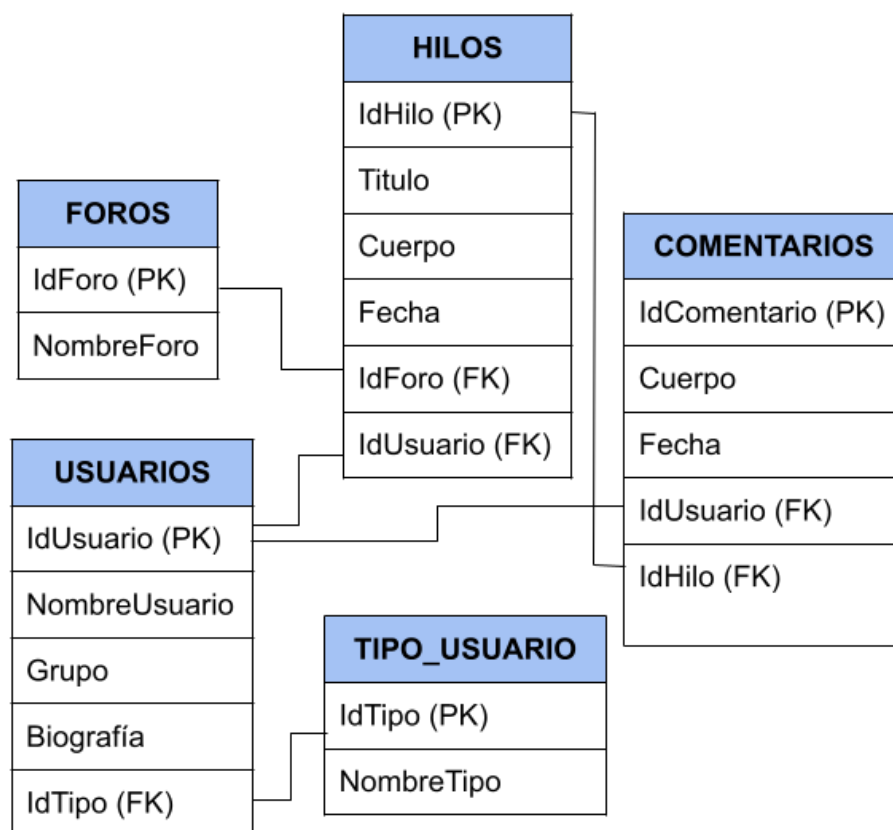 HILOS
IdHilo (PK)
Titulo
Cuerpo
Fecha
IdForo (FK)
IdUsuario (FK)
FOROS
IdForo (PK)
NombreForo
COMENTARIOS
IdComentario (PK)
Cuerpo
Fecha
IdUsuario (FK)
IdHilo (FK)
USUARIOS
IdUsuario (PK)
NombreUsuario
Grupo
Biografía
IdTipo (FK)
TIPO_USUARIO
IdTipo (PK)
NombreTipo